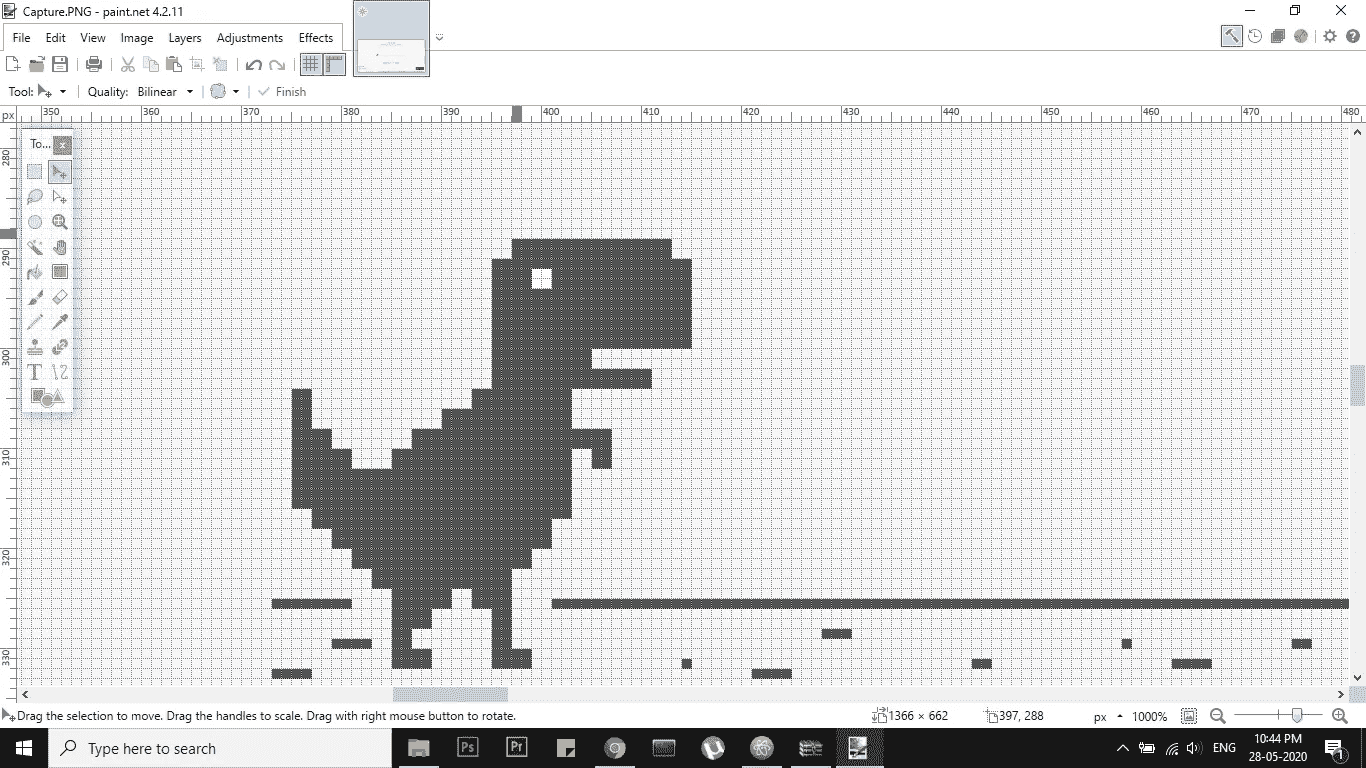 Capture.PNG - paint.net 4.2.11
File Edit View Image Layers Adjustments Effects
Tool: Quality: Bilinear Finish
px 350 360 370 380 390 400 410 420 430 440 450 460 470 480
To...
280
290
300
310
320
330
T
Drag the selection to move. Drag the handles to scale. Drag with right mouse button to rotate. 1366 × 662 397, 288 px 1000%
Type here to search Ps Pr ENG 10:44 PM
28-05-2020 1